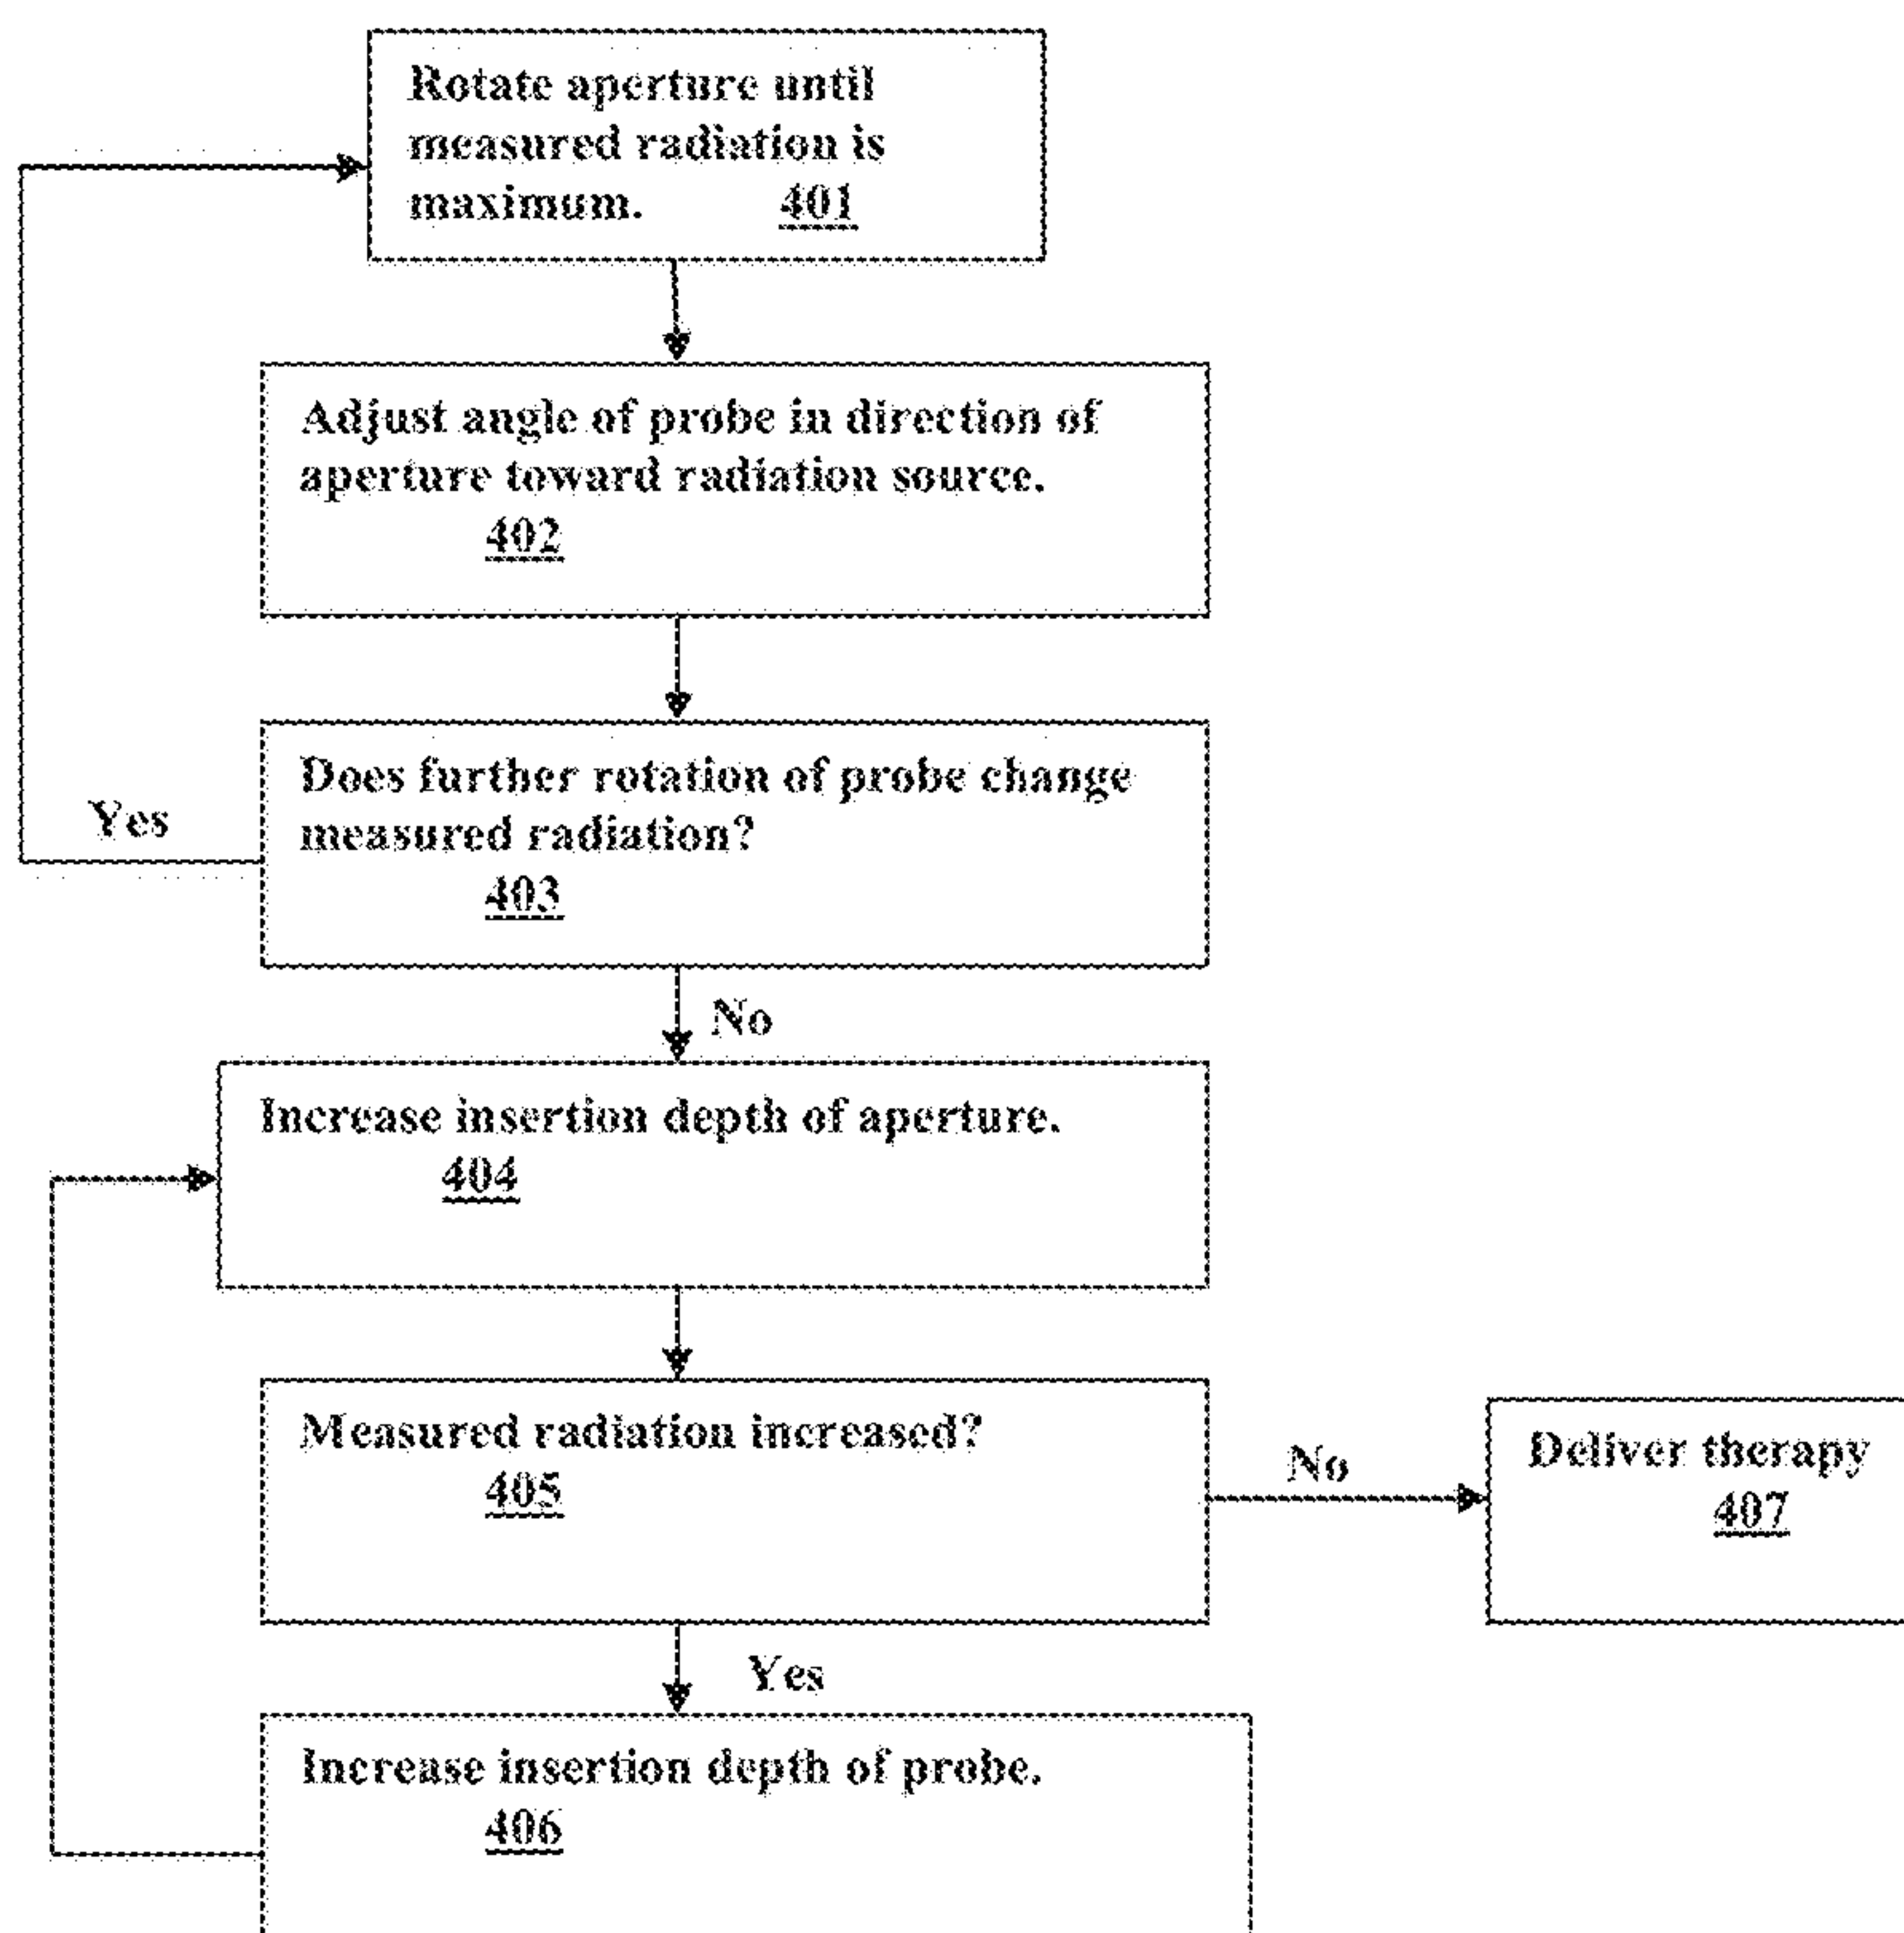 Rotate aperture until
measured radiation is
maximum. 401
Adjust angle of probe in direction of
aperture toward radiation source.
402
Does further rotation of probe change
measured radiation?
403
Yes
No
Increase insertion depth of aperture.
404
Measured radiation increased?
405
No
Deliver therapy
407
Yes
Increase insertion depth of probe.
406